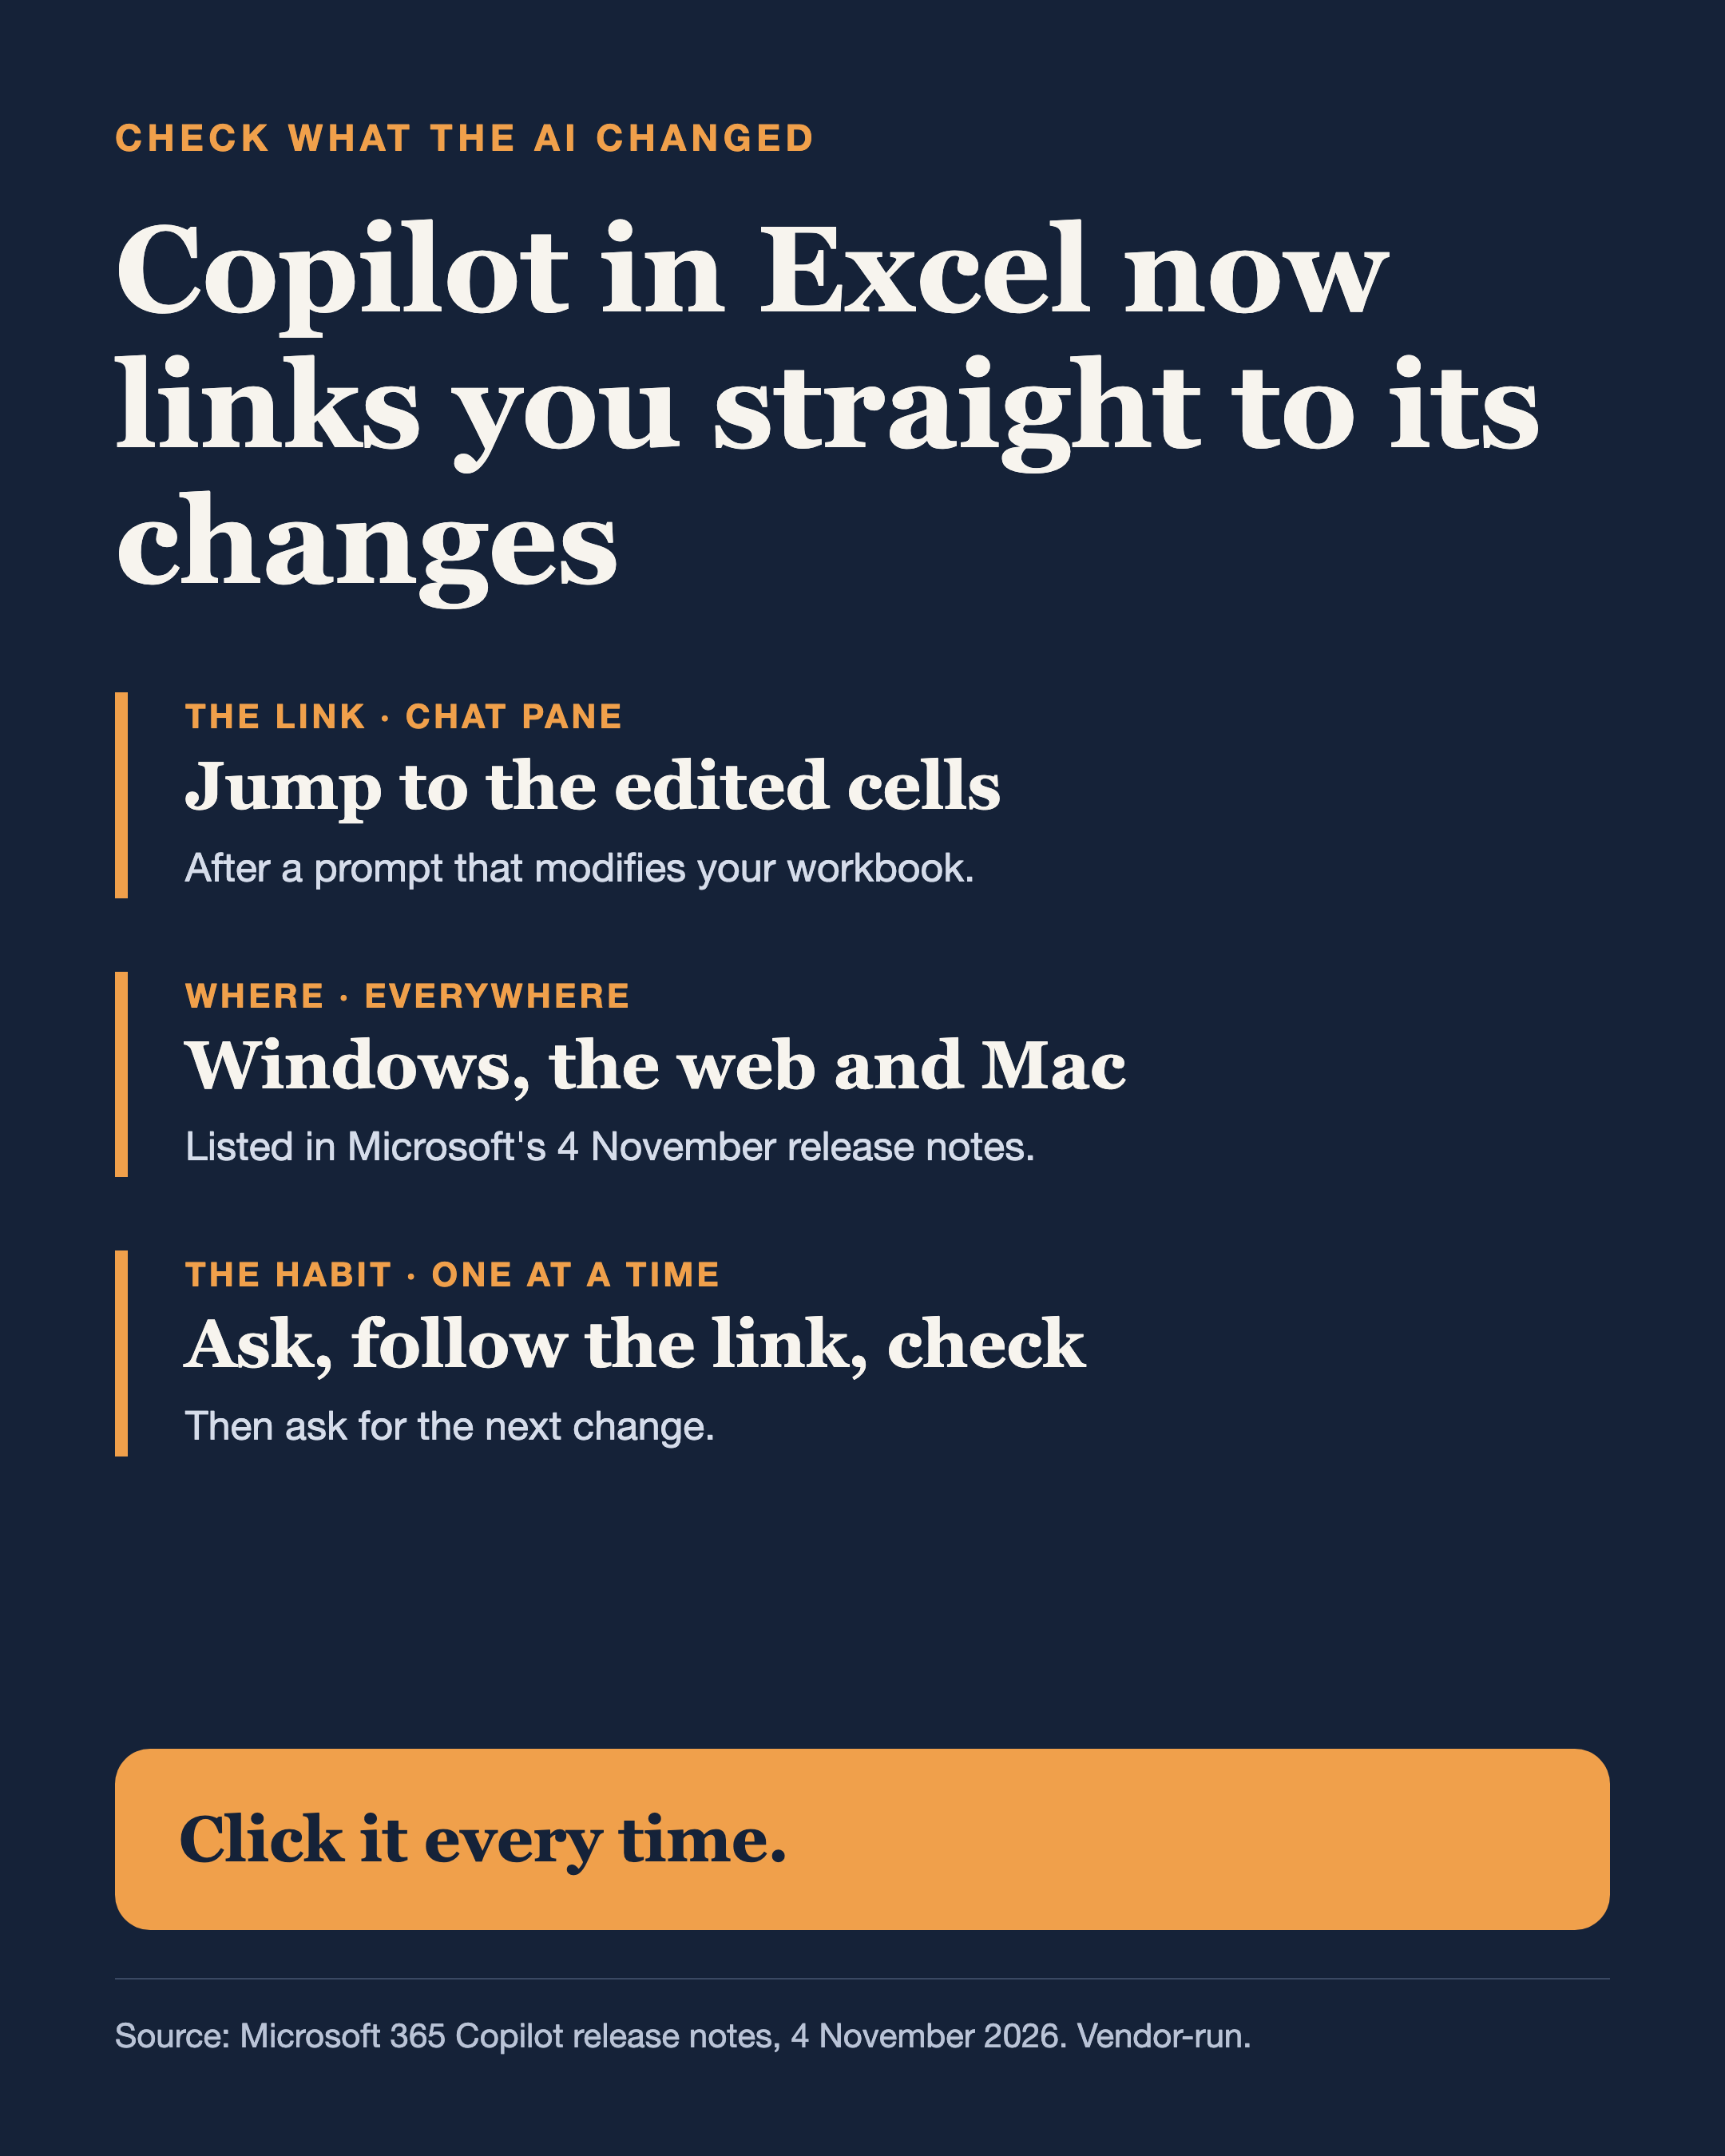 CHECK WHAT THE AI CHANGED
Copilot in Excel now
links you straight to its
changes
THE LINK · CHAT PANE
Jump to the edited cells
After a prompt that modifies your workbook.
WHERE · EVERYWHERE
Windows, the web and Mac
Listed in Microsoft's 4 November release notes.
THE HABIT · ONE AT A TIME
Ask, follow the link, check
Then ask for the next change.
Click it every time.
Source: Microsoft 365 Copilot release notes, 4 November 2026. Vendor-run.